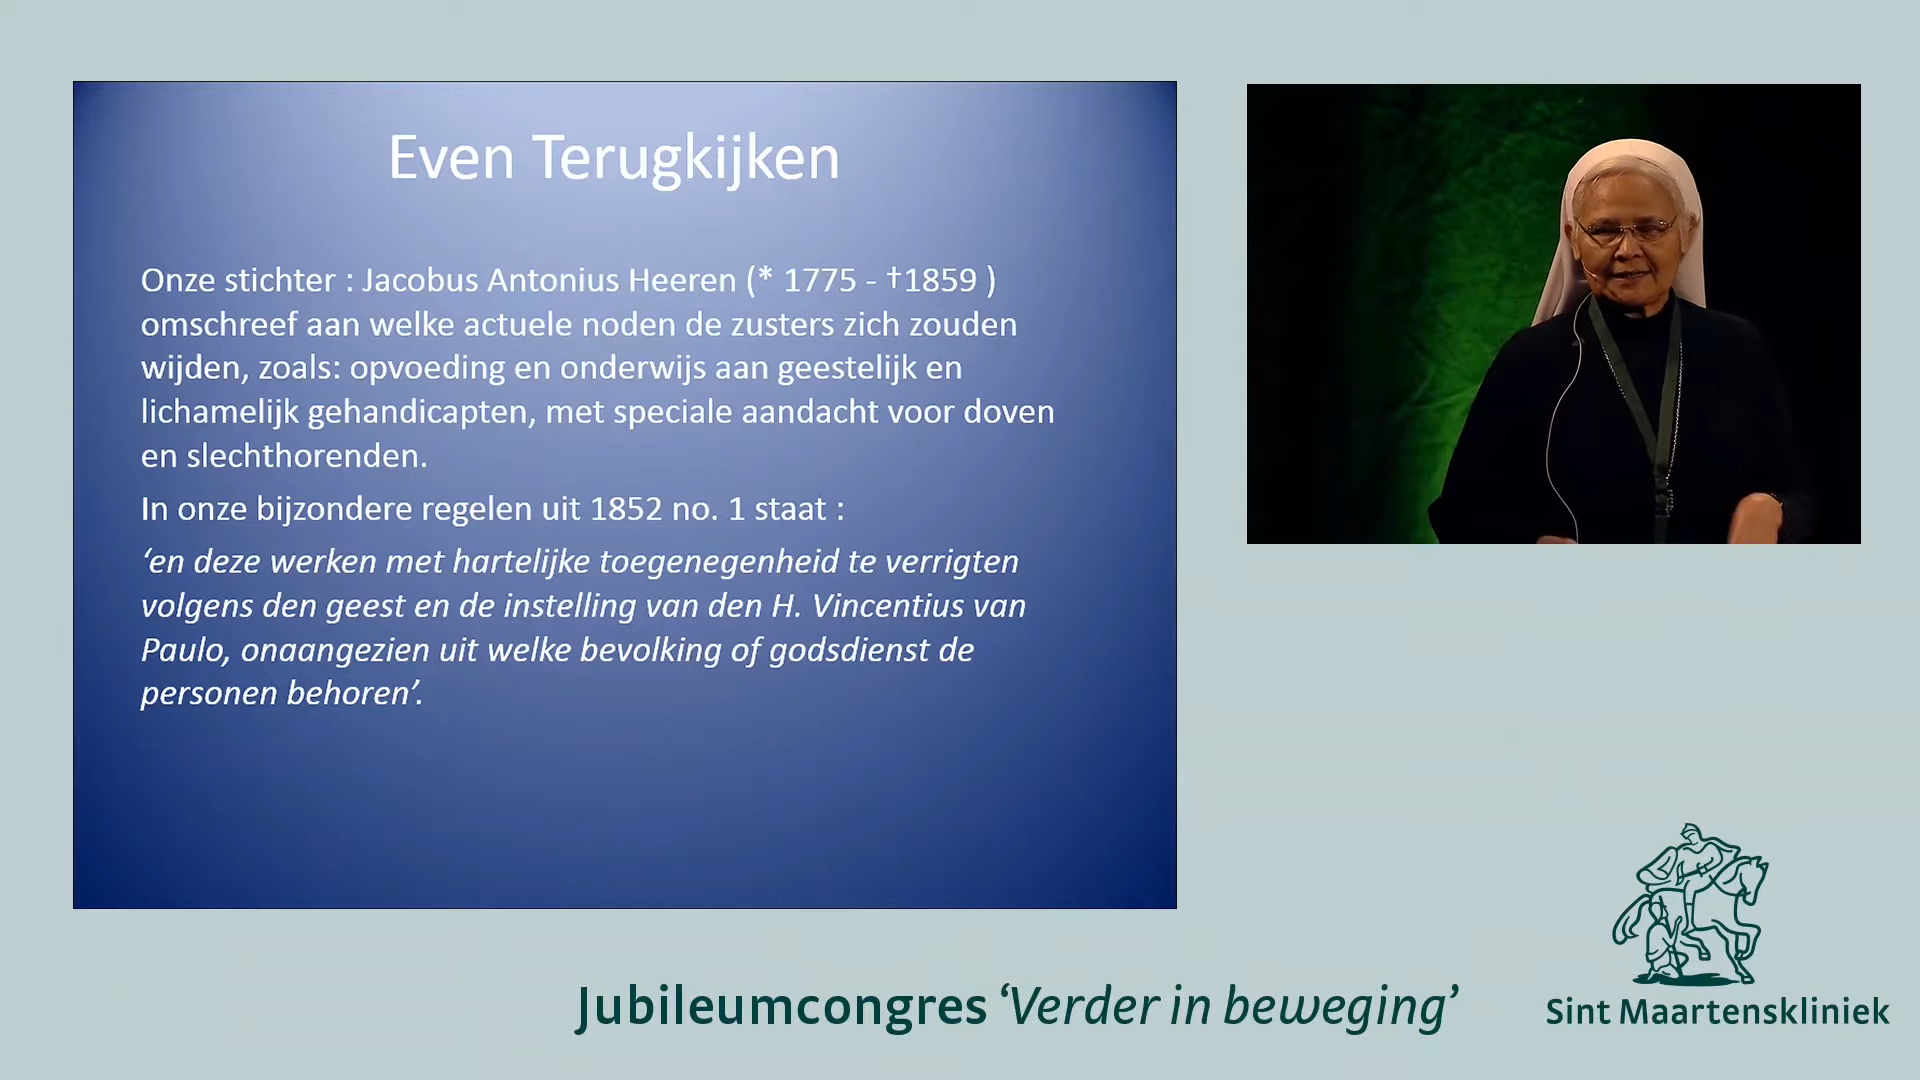 Even Terugkijken
Onze stichter : Jacobus Antonius Heeren (* 1775 - †1859 )
omschreef aan welke actuele noden de zusters zich zouden
wijden, zoals: opvoeding en onderwijs aan geestelijk en
lichamelijk gehandicapten, met speciale aandacht voor doven
en slechthorenden.
In onze bijzondere regelen uit 1852 no. 1 staat :
‘en deze werken met hartelijke toegenegenheid te verrigten
volgens den geest en de instelling van den H. Vincentius van
Paulo, onaangezien uit welke bevolking of godsdienst de
personen behoren’.
Jubileumcongres ‘Verder in beweging’
Sint Maartenskliniek